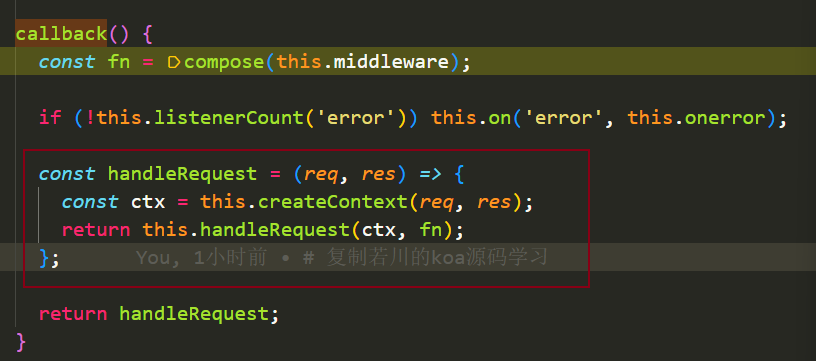 callback() {
const fn = compose(this.middleware);
if (!this.listenerCount('error')) this.on('error', this.onerror);
const handleRequest = (req, res) => {
const ctx = this.createContext(req, res);
return this.handleRequest(ctx, fn);
}; You, 1小时前 • # 复制若川的koa源码学习
return handleRequest;
}